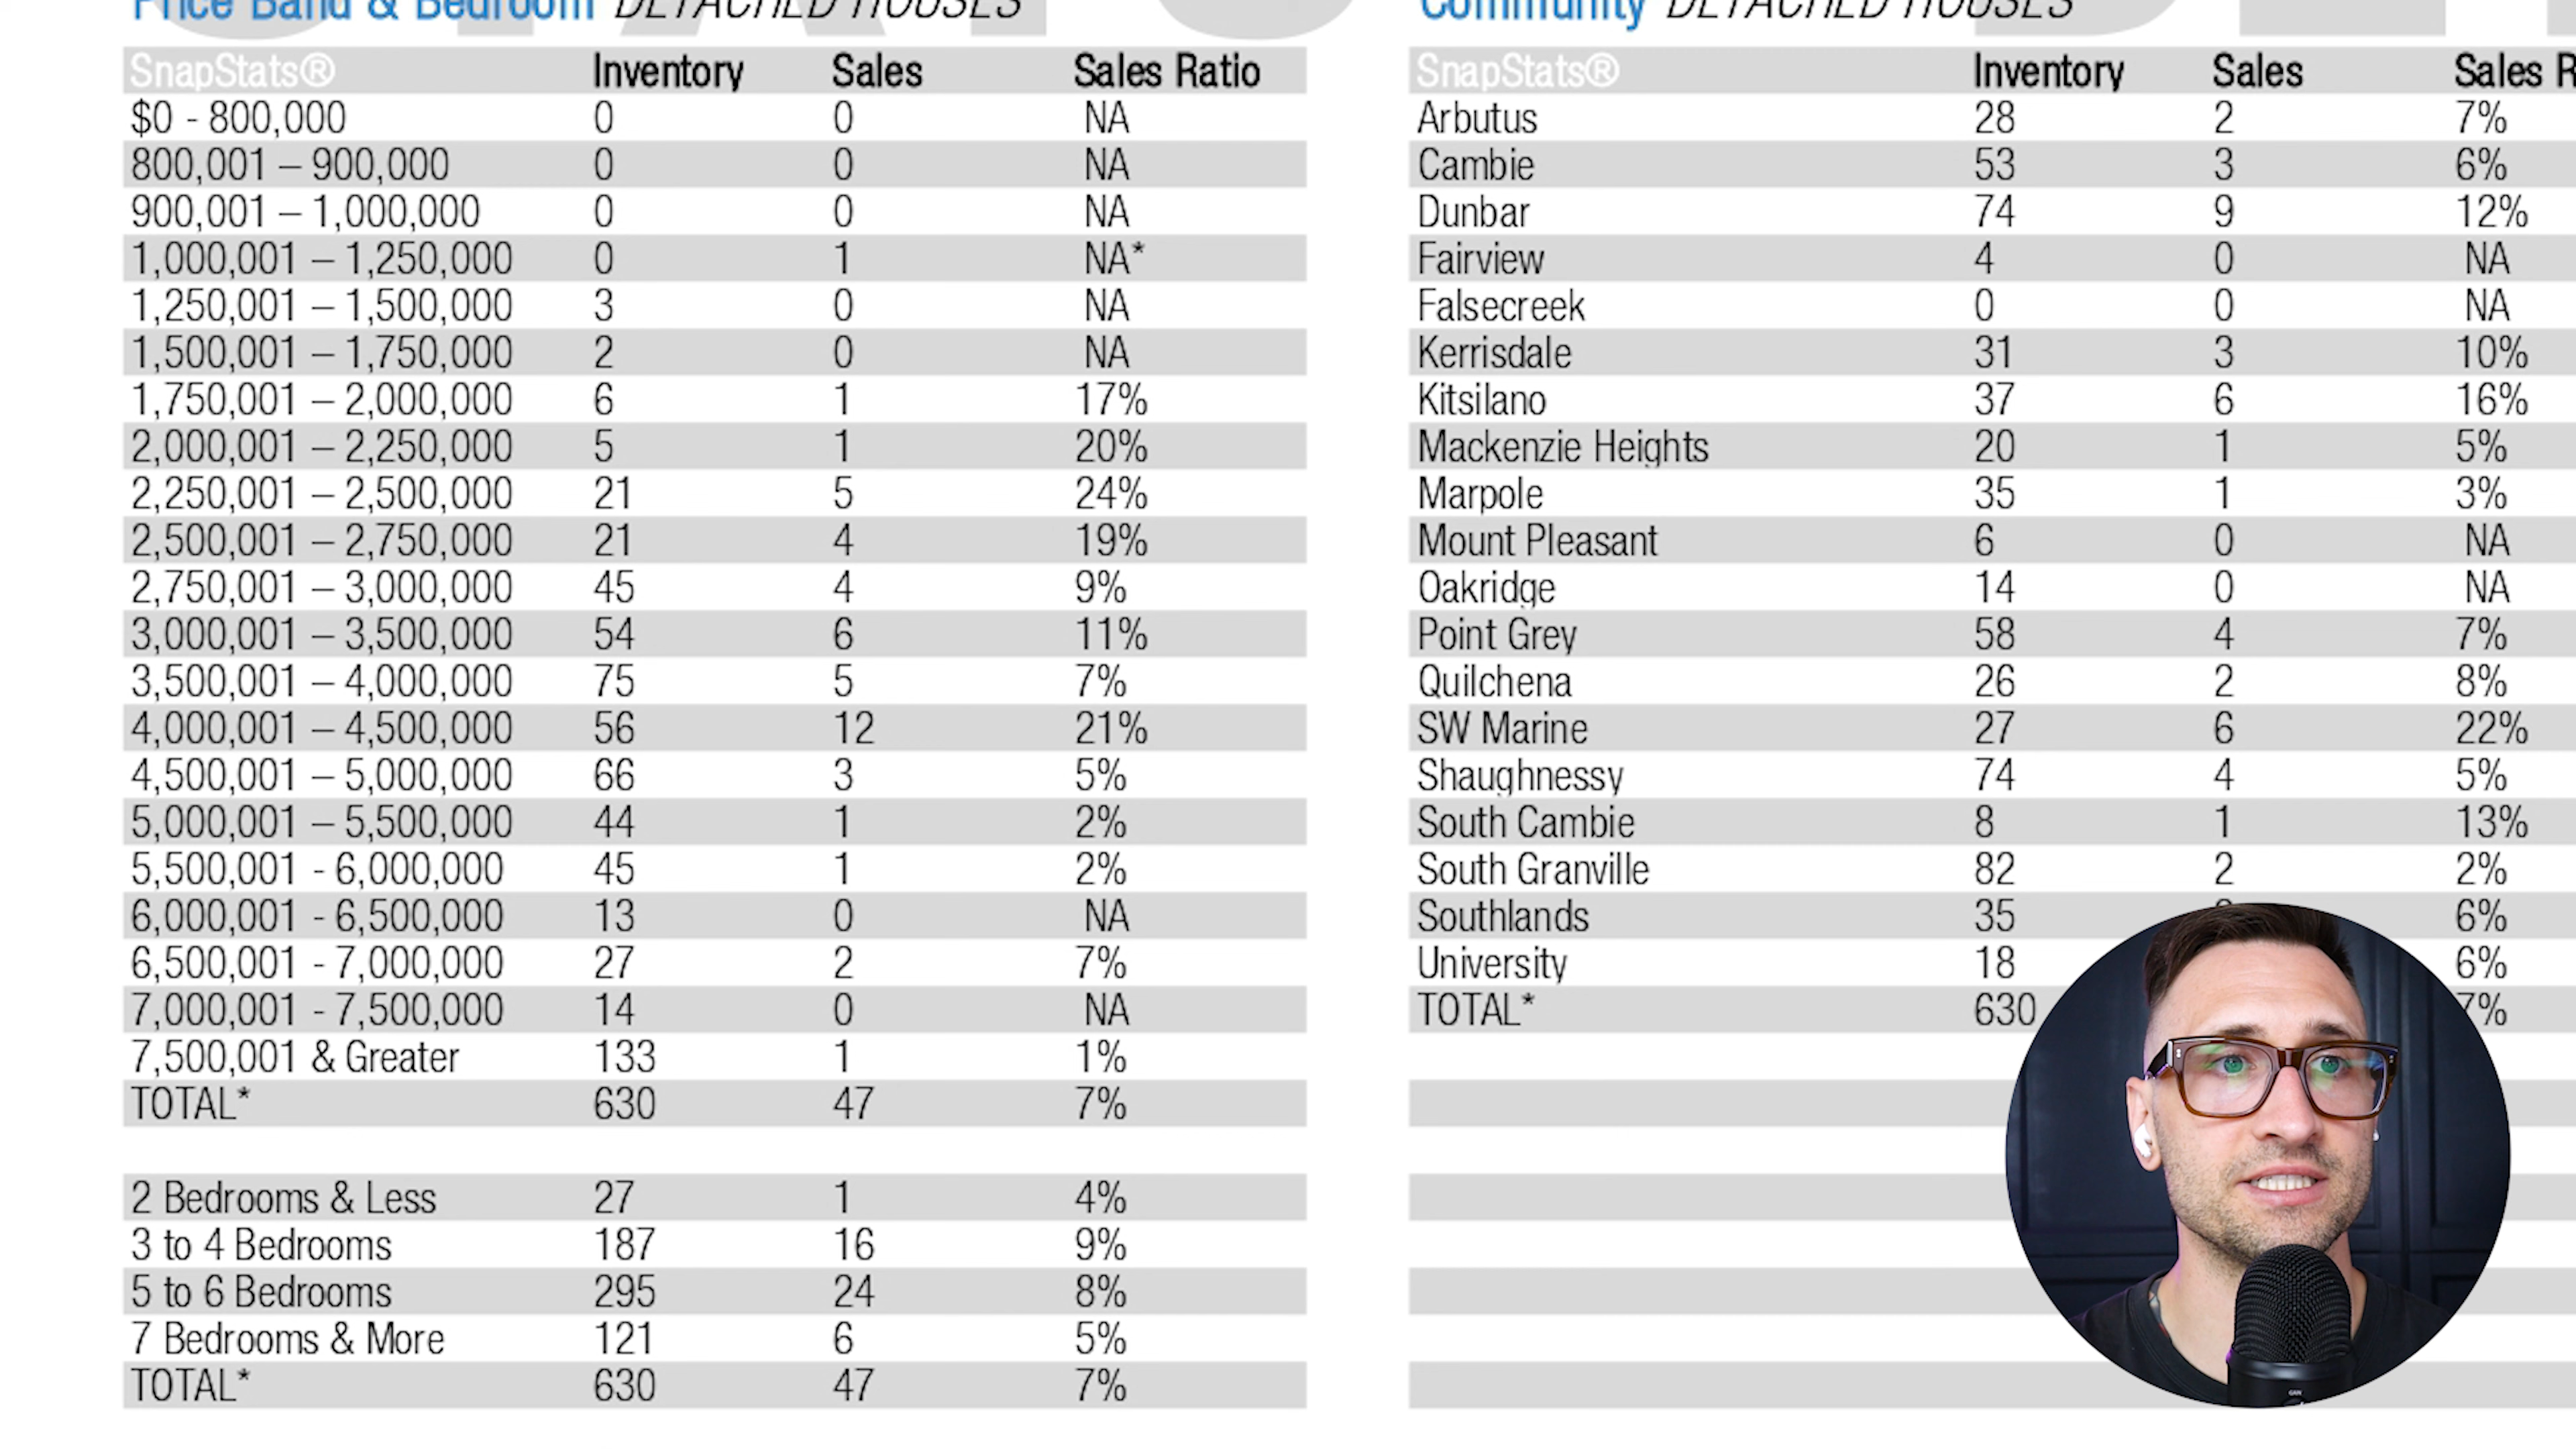 Price Band & Bedroom DETACHED HOUSES
SnapStats® Inventory Sales Sales Ratio
$0 - 800,000 0 0 NA
800,001 – 900,000 0 0 NA
900,001 – 1,000,000 0 0 NA
1,000,001 – 1,250,000 0 1 NA*
1,250,001 – 1,500,000 3 0 NA
1,500,001 – 1,750,000 2 0 NA
1,750,001 – 2,000,000 6 1 17%
2,000,001 – 2,250,000 5 1 20%
2,250,001 – 2,500,000 21 5 24%
2,500,001 – 2,750,000 21 4 19%
2,750,001 – 3,000,000 45 4 9%
3,000,001 – 3,500,000 54 6 11%
3,500,001 – 4,000,000 75 5 7%
4,000,001 – 4,500,000 56 12 21%
4,500,001 – 5,000,000 66 3 5%
5,000,001 – 5,500,000 44 1 2%
5,500,001 - 6,000,000 45 1 2%
6,000,001 - 6,500,000 13 0 NA
6,500,001 - 7,000,000 27 2 7%
7,000,001 - 7,500,000 14 0 NA
7,500,001 & Greater 133 1 1%
TOTAL* 630 47 7%
2 Bedrooms & Less 27 1 4%
3 to 4 Bedrooms 187 16 9%
5 to 6 Bedrooms 295 24 8%
7 Bedrooms & More 121 6 5%
TOTAL* 630 47 7%
Community DETACHED HOUSES
SnapStats® Inventory Sales Sales R
Arbutus 28 2 7%
Cambie 53 3 6%
Dunbar 74 9 12%
Fairview 4 0 NA
Falsecreek 0 0 NA
Kerrisdale 31 3 10%
Kitsilano 37 6 16%
Mackenzie Heights 20 1 5%
Marpole 35 1 3%
Mount Pleasant 6 0 NA
Oakridge 14 0 NA
Point Grey 58 4 7%
Quilchena 26 2 8%
SW Marine 27 6 22%
Shaughnessy 74 4 5%
South Cambie 8 1 13%
South Granville 82 2 2%
Southlands 35 6%
University 18 6%
TOTAL* 630 7%